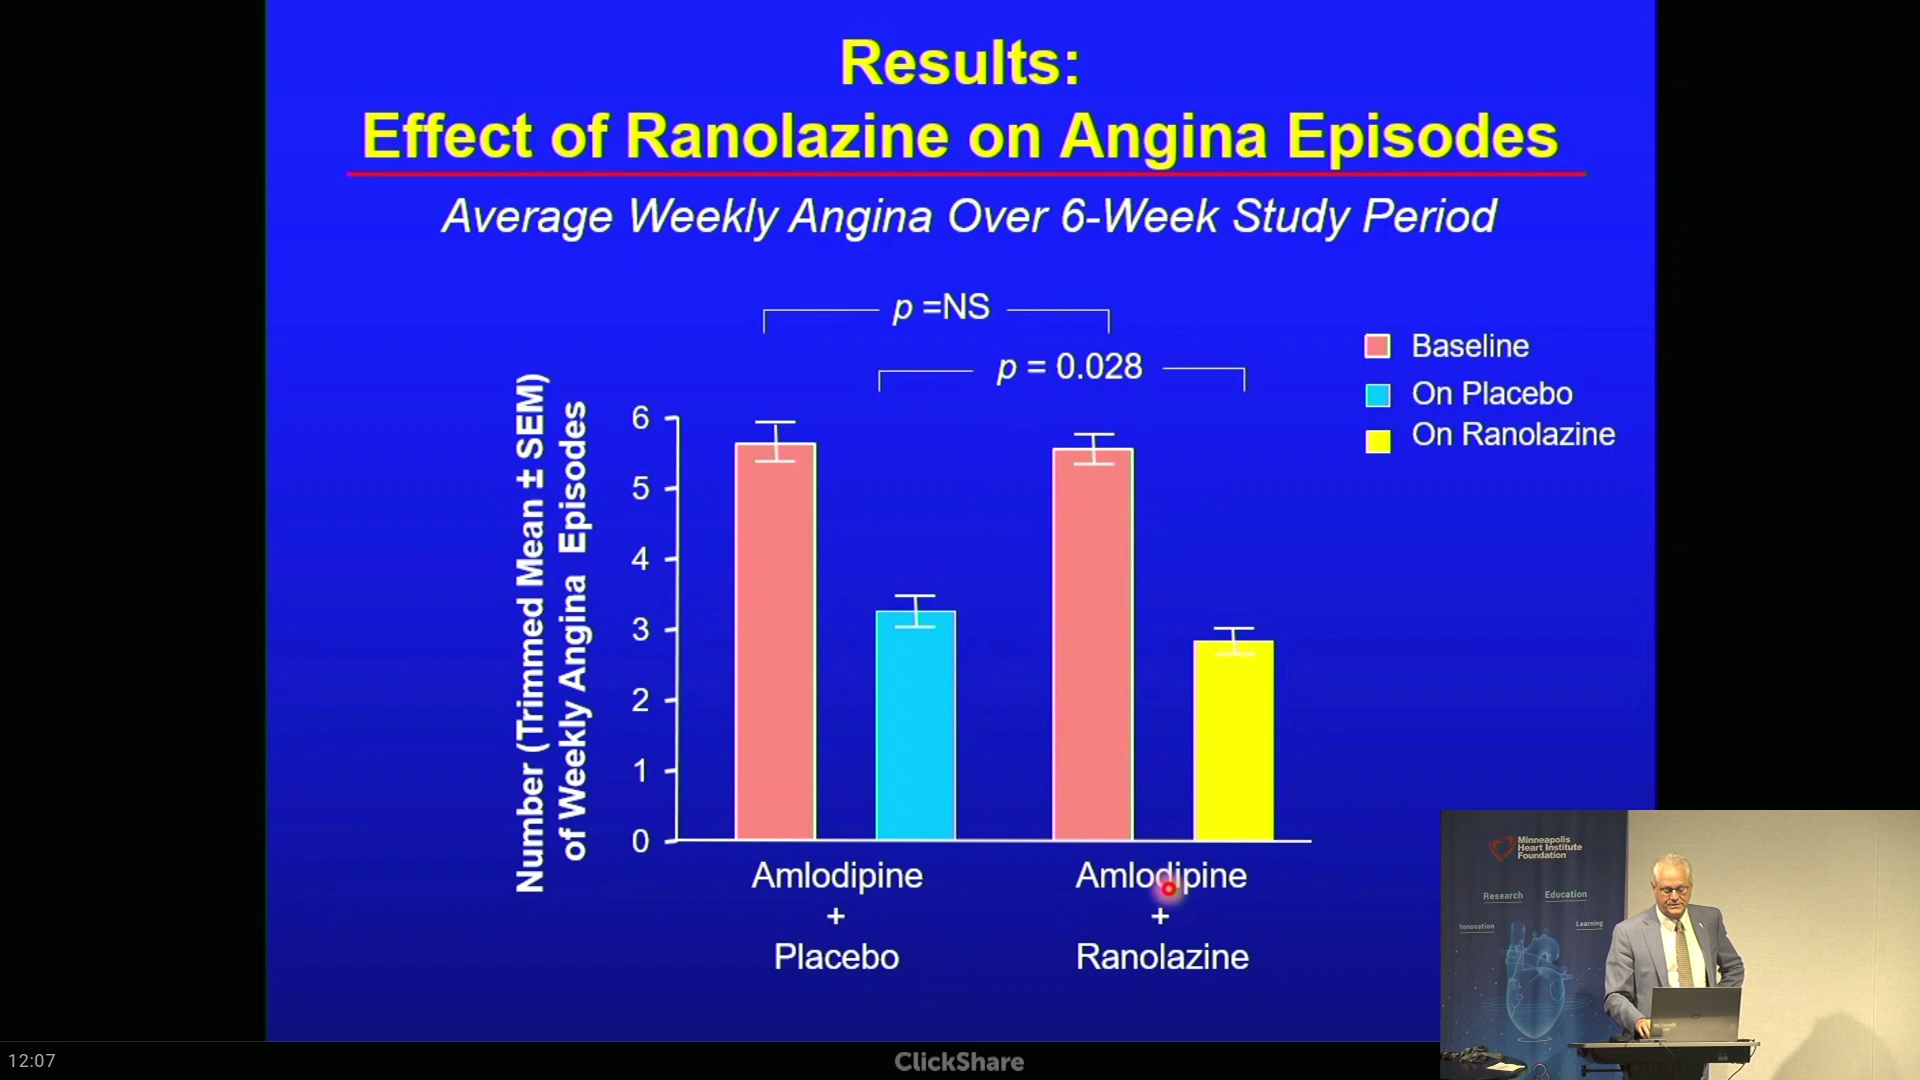 Results:
Effect of Ranolazine on Angina Episodes
Average Weekly Angina Over 6-Week Study Period
p =NS
p = 0.028
Baseline
On Placebo
On Ranolazine
Number (Trimmed Mean ± SEM)
of Weekly Angina Episodes
6
5
4
3
2
1
0
Amlodipine
+
Placebo
Amlodipine
+
Ranolazine
Minneapolis
Heart Institute
Foundation
Research Education
Innovation Learning
12:07
ClickShare